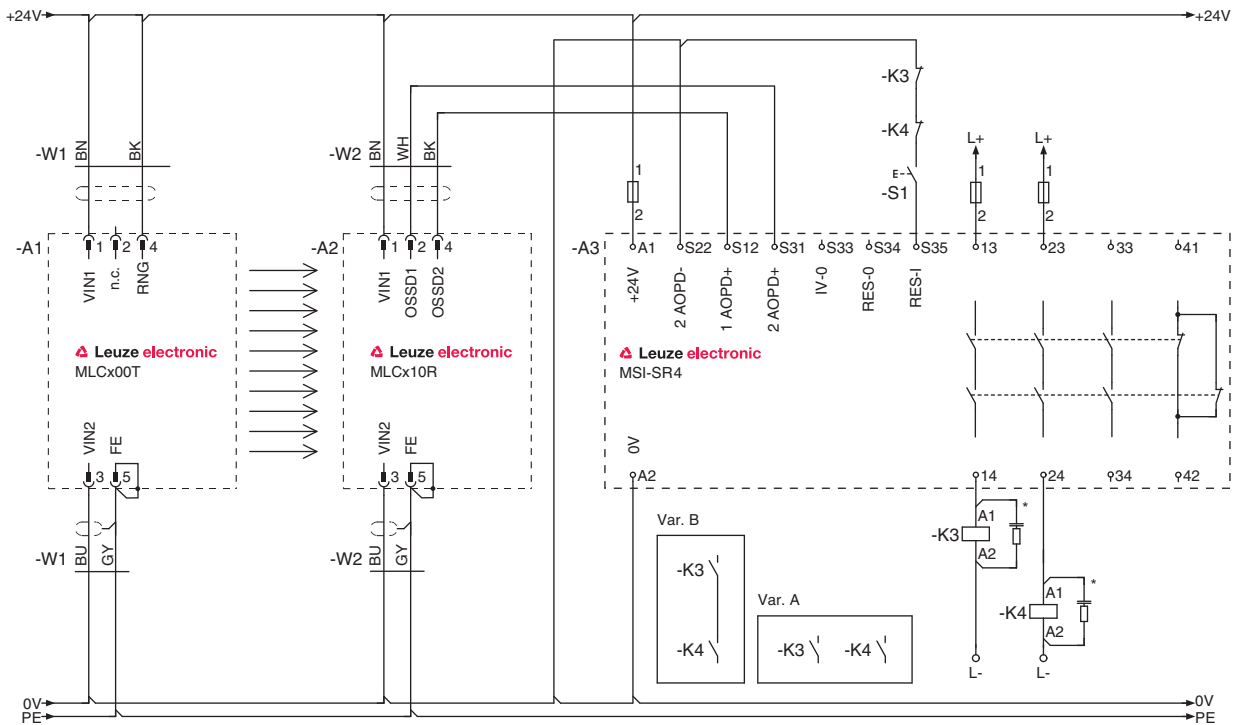 +24V +24V
-K3
-K4
L+ L+
-W1 BN BK -W2 BN WH BK
E-- -S1
1 1 1
2 2 2
-A1 1 2 4 -A2 1 2 4 -A3 A1 S22 S12 S31 S33 S34 S35 13 23 33 41
VIN1 n.c. RNG VIN1 OSSD1 OSSD2 +24V 2 AOPD- 1 AOPD+ 2 AOPD+ IV-0 RES-0 RES-I
Leuze electronic Leuze electronic Leuze electronic
MLCx00T MLCx10R MSI-SR4
VIN2 FE VIN2 FE 0V
3 5 3 5 A2 14 24 34 42
Var. B
-K3
-K4
Var. A
-K3 -K4
-K3 A1 *
A2
-K4 A1 *
A2
-W1 BU GY -W2 BU GY
L- L-
0V 0V
PE PE